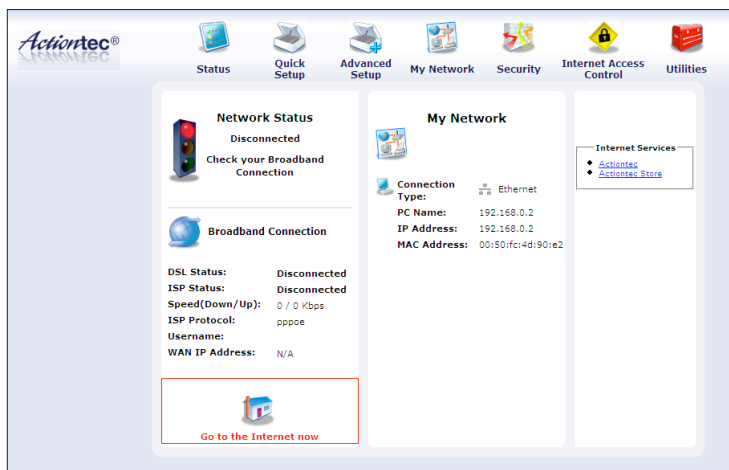 Actiontec®
Status
Quick Setup
Advanced Setup
My Network
Security
Internet Access Control
Utilities
Network Status
Disconnected
Check your Broadband
Connection
Broadband Connection
DSL Status: Disconnected
ISP Status: Disconnected
Speed(Down/Up): 0 / 0 Kbps
ISP Protocol: pppoe
Username:
WAN IP Address: N/A
Go to the Internet now
My Network
Connection Type: Ethernet
PC Name: 192.168.0.2
IP Address: 192.168.0.2
MAC Address: 00:50:fc:4d:90:e2
Internet Services
Actiontec
Actiontec Store